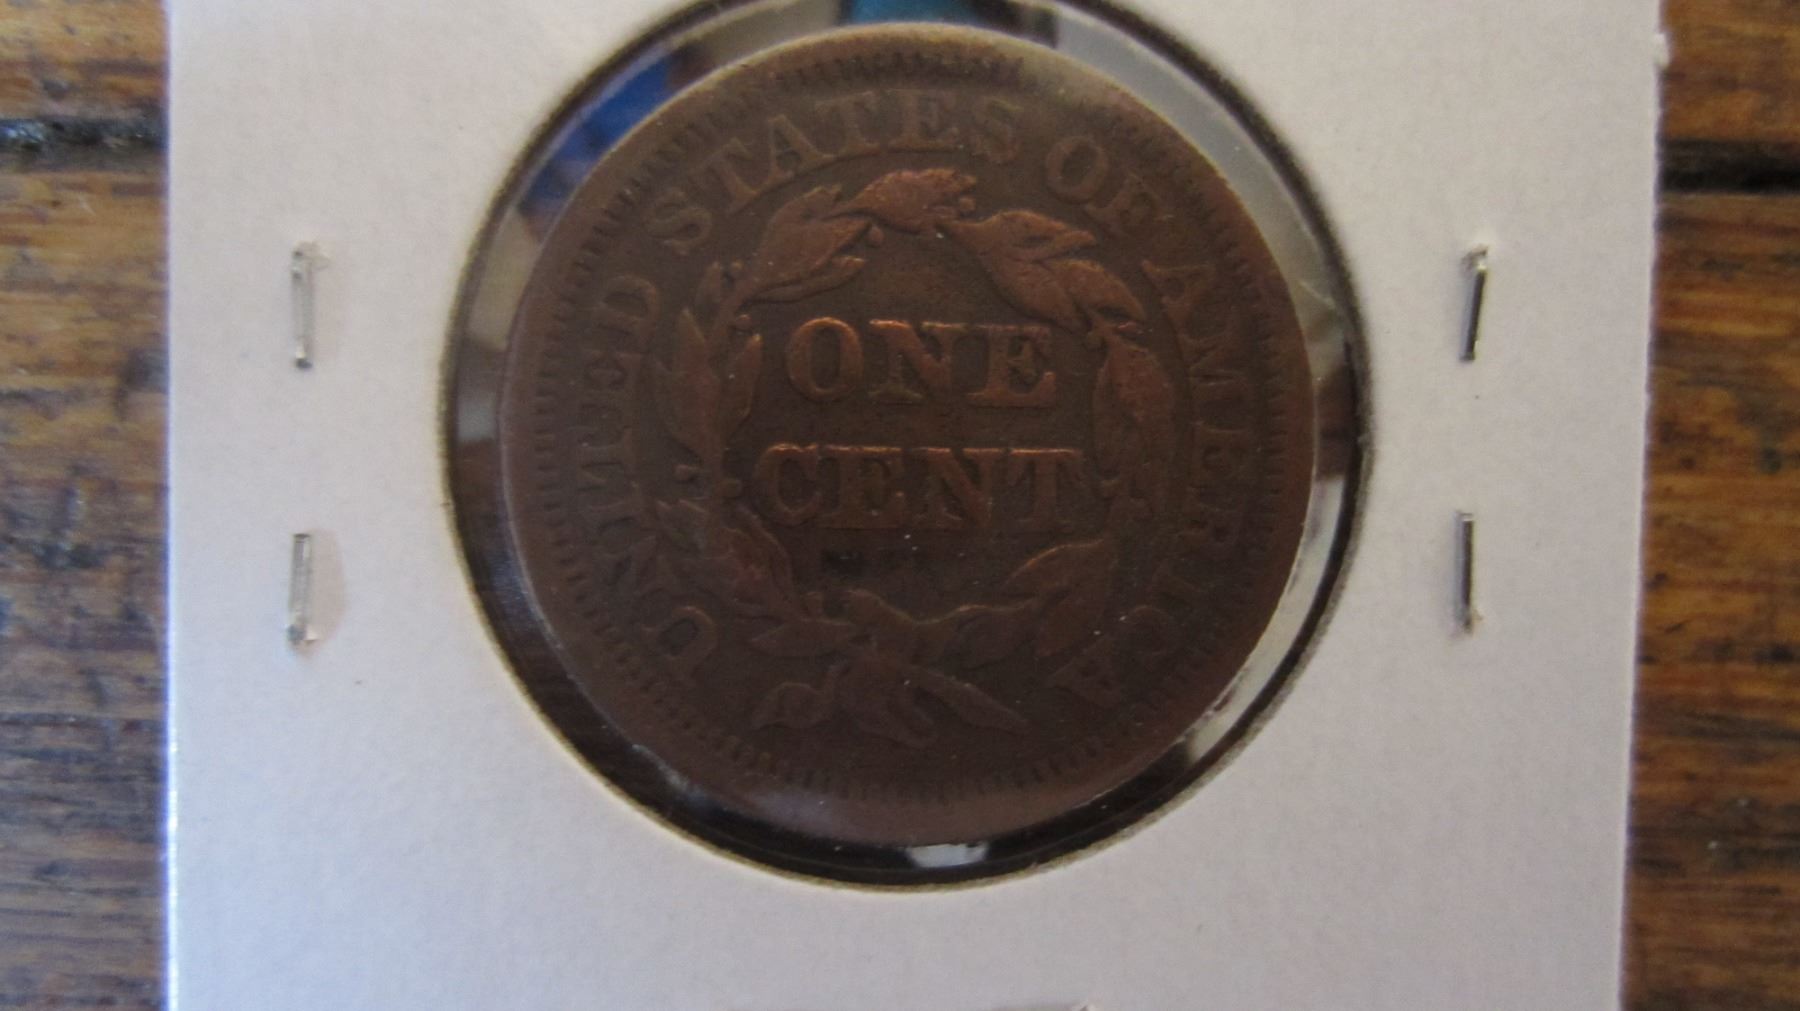 UNITED STATES OF AMERICA
ONE
CENT